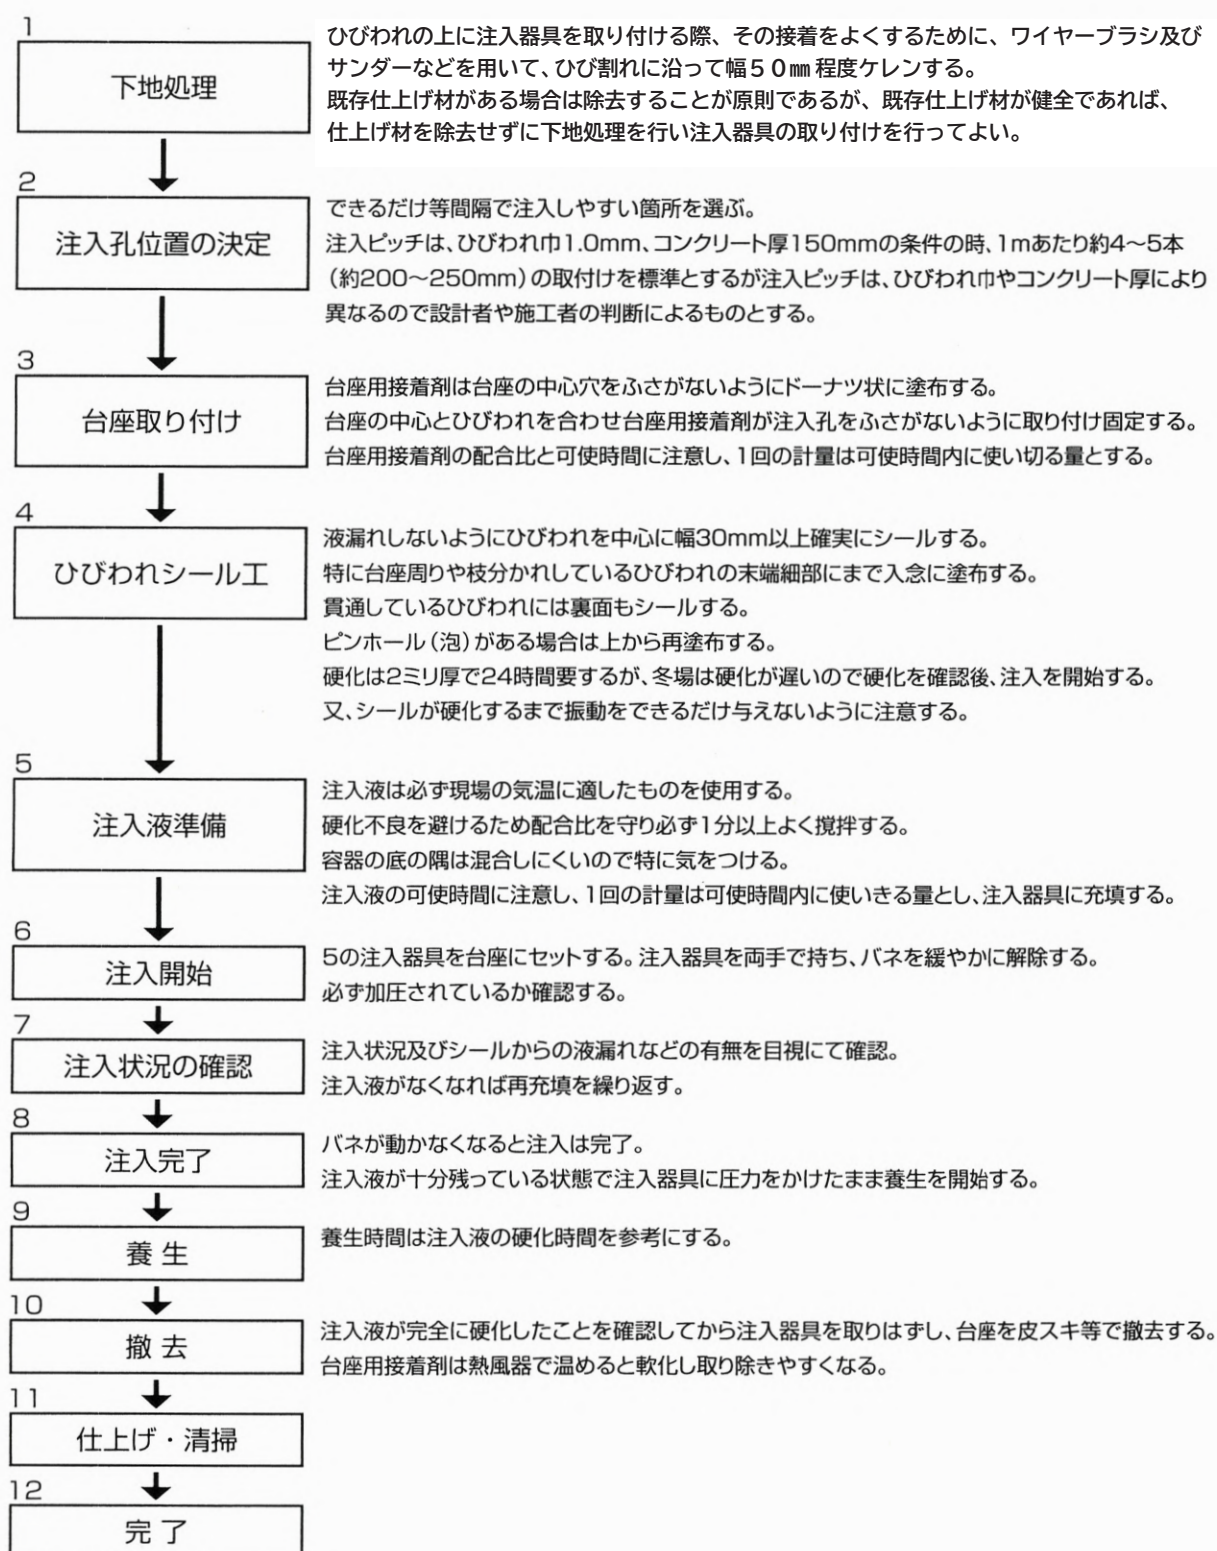 1
下地処理
ひびわれの上に注入器具を取り付ける際、その接着をよくするために、ワイヤーブラシ及び
サンダーなどを用いて、ひび割れに沿って幅５０㎜程度ケレンする。
既存仕上げ材がある場合は除去することが原則であるが、既存仕上げ材が健全であれば、
仕上げ材を除去せずに下地処理を行い注入器具の取り付けを行ってよい。
2
注入孔位置の決定
できるだけ等間隔で注入しやすい箇所を選ぶ。
注入ピッチは、ひびわれ巾1.0mm、コンクリート厚150mmの条件の時、1mあたり約4～5本
（約200～250mm）の取付けを標準とするが注入ピッチは、ひびわれ巾やコンクリート厚により
異なるので設計者や施工者の判断によるものとする。
3
台座取り付け
台座用接着剤は台座の中心穴をふさがないようにドーナツ状に塗布する。
台座の中心とひびわれを合わせ台座用接着剤が注入孔をふさがないように取り付け固定する。
台座用接着剤の配合比と可使時間に注意し、1回の計量は可使時間内に使い切る量とする。
4
ひびわれシール工
液漏れしないようにひびわれを中心に幅30mm以上確実にシールする。
特に台座周りや枝分かれしているひびわれの末端細部にまで入念に塗布する。
貫通しているひびわれには裏面もシールする。
ピンホール（泡）がある場合は上から再塗布する。
硬化は2ミリ厚で24時間要するが、冬場は硬化が遅いので硬化を確認後、注入を開始する。
又、シールが硬化するまで振動をできるだけ与えないように注意する。
5
注入液準備
注入液は必ず現場の気温に適したものを使用する。
硬化不良を避けるため配合比を守り必ず1分以上よく撹拌する。
容器の底の隅は混合しにくいので特に気をつける。
注入液の可使時間に注意し、1回の計量は可使時間内に使いきる量とし、注入器具に充填する。
6
注入開始
5の注入器具を台座にセットする。注入器具を両手で持ち、バネを緩やかに解除する。
必ず加圧されているか確認する。
7
注入状況の確認
注入状況及びシールからの液漏れなどの有無を目視にて確認。
注入液がなくなれば再充填を繰り返す。
8
注入完了
バネが動かなくなると注入は完了。
注入液が十分残っている状態で注入器具に圧力をかけたまま養生を開始する。
9
養 生
養生時間は注入液の硬化時間を参考にする。
10
撤 去
注入液が完全に硬化したことを確認してから注入器具を取りはずし、台座を皮スキ等で撤去する。
台座用接着剤は熱風器で温めると軟化し取り除きやすくなる。
11
仕上げ・清掃
12
完 了